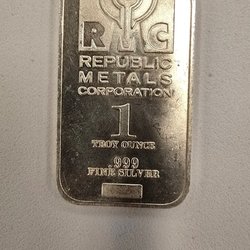 RMC
REPUBLIC
METALS
CORPORATION
1
TROY OUNCE
.999
FINE SILVER